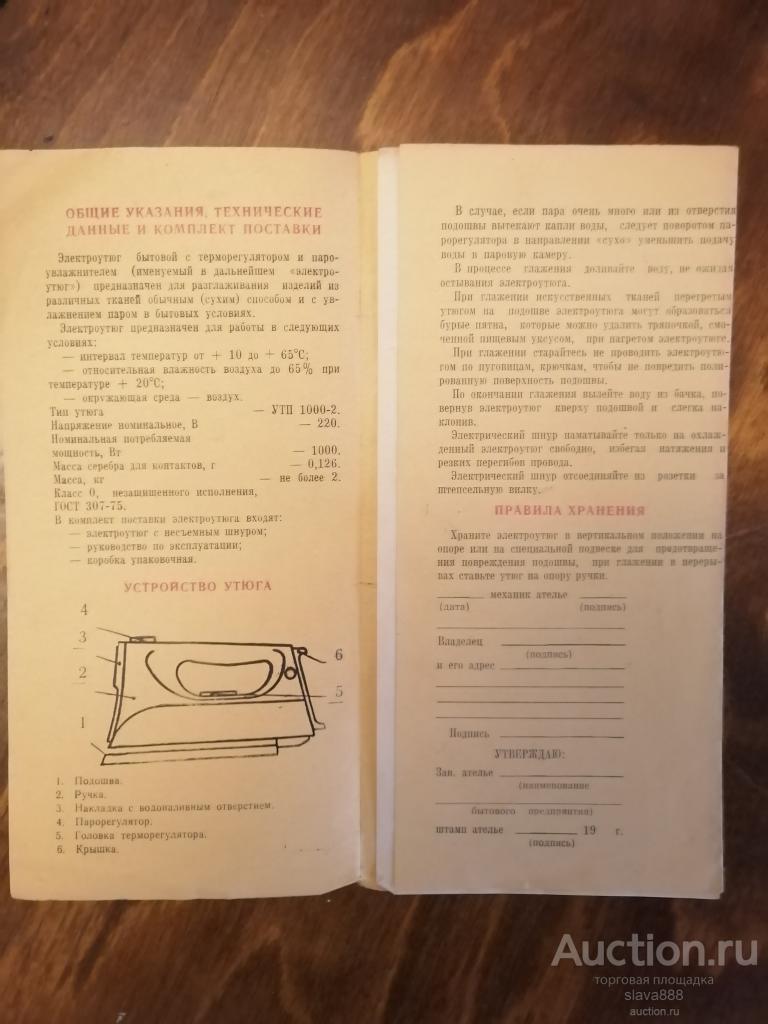 ОБЩИЕ УКАЗАНИЯ, ТЕХНИЧЕСКИЕ
ДАННЫЕ И КОМПЛЕКТ ПОСТАВКИ
Электроутюг бытовой с терморегулятором и паро-
увлажнителем (именуемый в дальнейшем «электро-
утюг») предназначен для разглаживания изделий из
различных тканей обычным (сухим) способом и с ув-
лажнением паром в бытовых условиях.
Электроутюг предназначен для работы в следующих
условиях:
— интервал температур от + 10 до + 65°С;
— относительная влажность воздуха до 65% при
температуре + 20°С;
— окружающая среда — воздух.
Тип утюга — УТП 1000-2.
Напряжение номинальное, В — 220.
Номинальная потребляемая
мощность, Вт — 1000.
Масса серебра для контактов, г — 0,126.
Масса, кг — не более 2.
Класс 0, незащищенного исполнения,
ГОСТ 307-75.
В комплект поставки электроутюга входят:
— электроутюг с несъемным шнуром;
— руководство по эксплуатации;
— коробка упаковочная.
УСТРОЙСТВО УТЮГА
4
3
2
1
6
5
1. Подошва.
2. Ручка.
3. Накладка с водоналивным отверстием.
4. Парорегулятор.
5. Головка терморегулятора.
6. Крышка.
В случае, если пара очень много или из отверстия
подошвы вытекают капли воды, следует поворотом па-
рорегулятора в направлении «сухо» уменьшить подачу
воды в паровую камеру.
В процессе глажения доливайте воду, не ожидая
остывания электроутюга.
При глажении искусственных тканей перегретым
утюгом на подошве электроутюга могут образоваться
бурые пятна, которые можно удалить тряпочкой, смо-
ченной пищевым уксусом, при нагретом электроутюге.
При глажении старайтесь не проводить электроутю-
гом по пуговицам, крючкам, чтобы не повредить поли-
рованную поверхность подошвы.
По окончании глажения вылейте воду из бачка, по-
вернув электроутюг кверху подошвой и слегка на-
клонив.
Электрический шнур наматывайте только на охлаж-
денный электроутюг свободно, избегая натяжения и
резких перегибов провода.
Электрический шнур отсоединяйте из розетки за
штепсельную вилку.
ПРАВИЛА ХРАНЕНИЯ
Храните электроутюг в вертикальном положении на
опоре или на специальной подвеске для предотвраще-
ния повреждения подошвы, при глажении в переры-
вах ставьте утюг на опору ручки.
механик ателье
(дата) (подпись)
Владелец
(подпись)
и его адрес
Подпись
УТВЕРЖДАЮ:
Зав. ателье
(наименование
бытового предприятия)
штамп ателье 19 г.
(подпись)
Auction.ru
торговая площадка
slava888
auction.ru